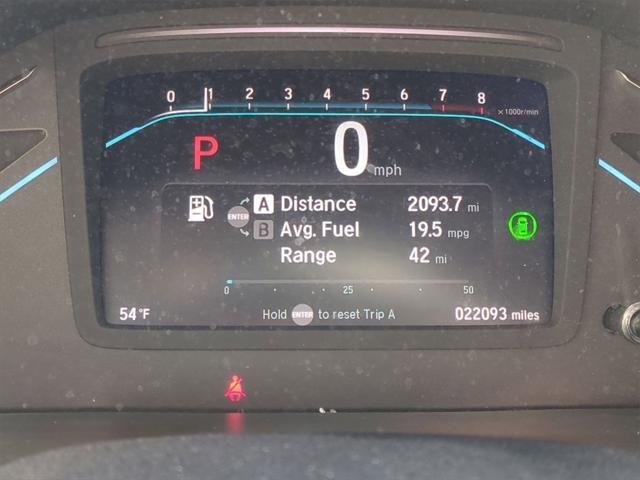 0 1 2 3 4 5 6 7 8
x1000r/min
P 0 mph
ENTER A Distance 2093.7 mi
B Avg. Fuel 19.5 mpg
Range 42 mi
0 25 50
54°F Hold ENTER to reset Trip A 022093 miles